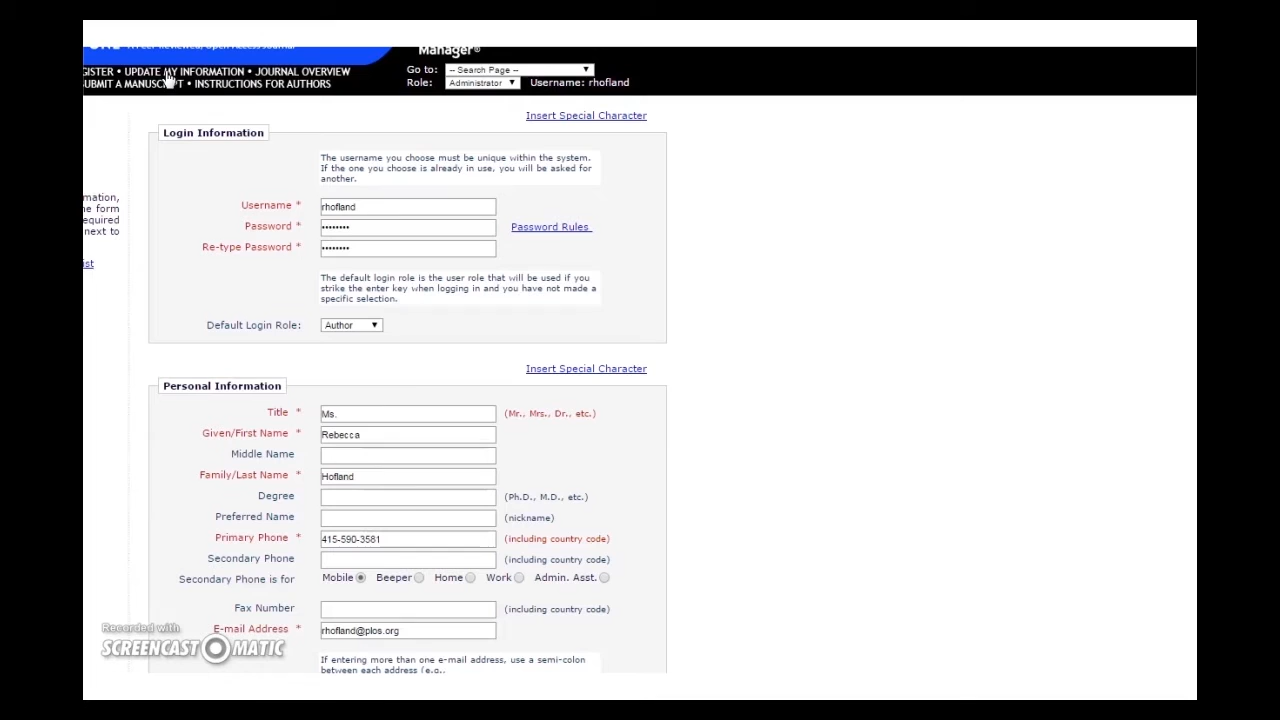 Manager®
GISTER • UPDATE MY INFORMATION • JOURNAL OVERVIEW
SUBMIT A MANUSCRIPT • INSTRUCTIONS FOR AUTHORS
Go to: -- Search Page --
Role: Administrator Username: rhofland
Insert Special Character
Login Information
The username you choose must be unique within the system.
If the one you choose is already in use, you will be asked for
another.
mation,
e form
equired
next to
ist
Username * rhofland
Password * ········ Password Rules
Re-type Password * ········
The default login role is the user role that will be used if you
strike the enter key when logging in and you have not made a
specific selection.
Default Login Role: Author
Insert Special Character
Personal Information
Title * Ms. (Mr., Mrs., Dr., etc.)
Given/First Name * Rebecca
Middle Name
Family/Last Name * Hofland
Degree (Ph.D., M.D., etc.)
Preferred Name (nickname)
Primary Phone * 415-590-3581 (including country code)
Secondary Phone (including country code)
Secondary Phone is for Mobile Beeper Home Work Admin. Asst.
Fax Number (including country code)
E-mail Address * rhofland@plos.org
If entering more than one e-mail address, use a semi-colon
between each address (e.g.,
Recorded with
SCREENCAST-O-MATIC